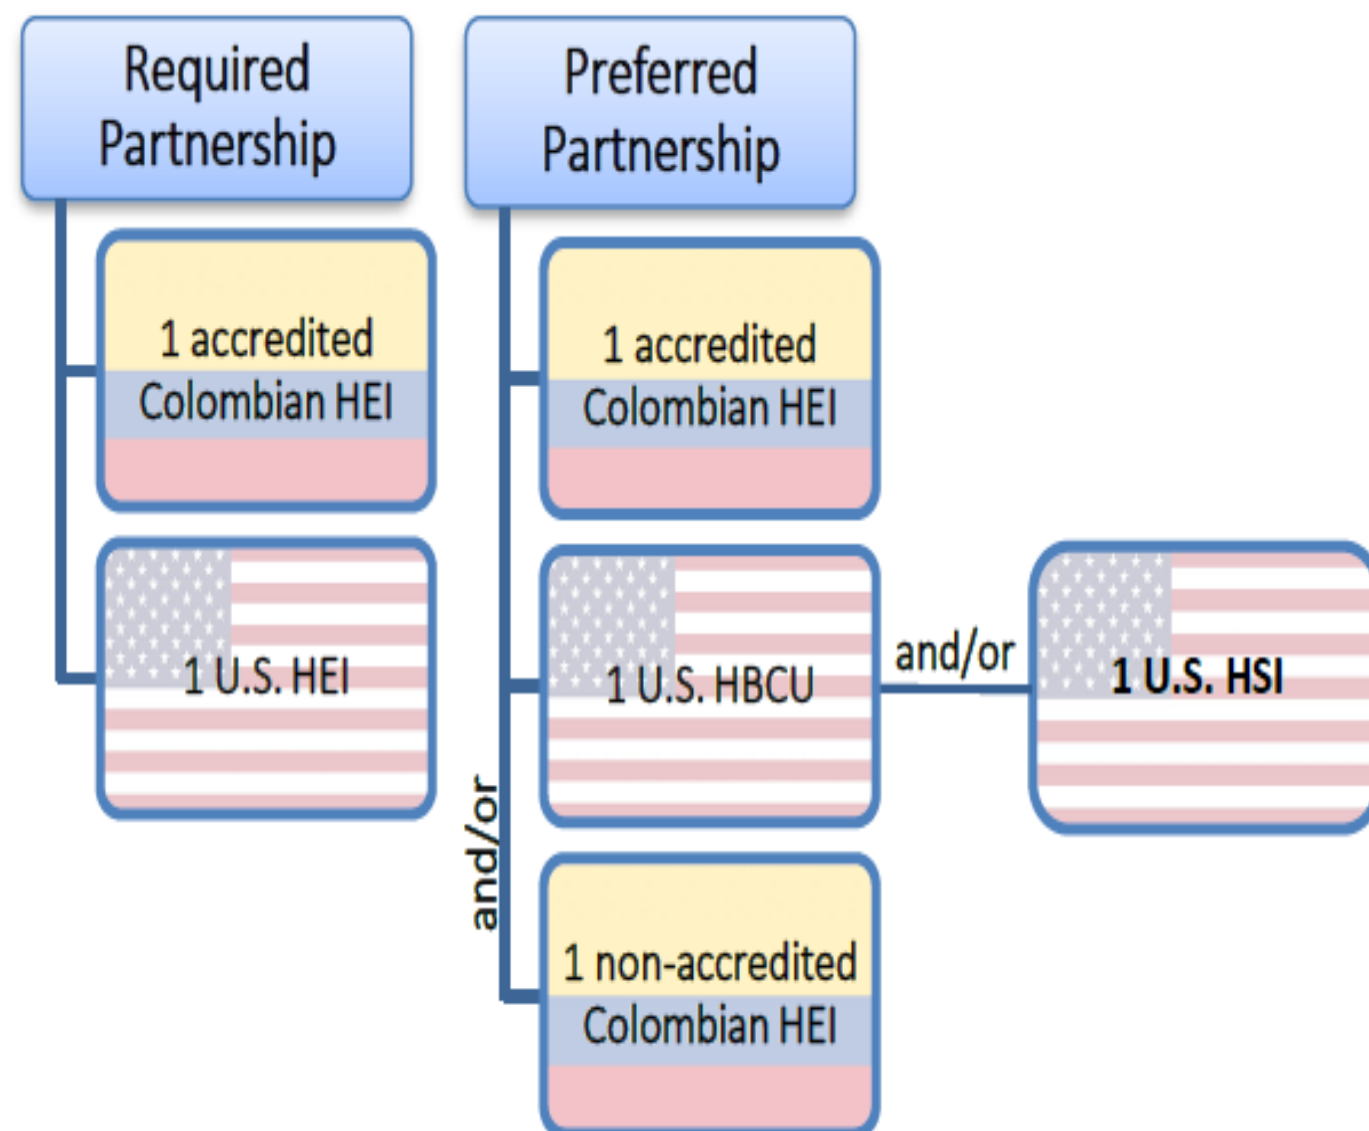 Required
Partnership
1 accredited
Colombian HEI
1 U.S. HEI
Preferred
Partnership
1 accredited
Colombian HEI
1 U.S. HBCU
and/or
1 U.S. HSI
and/or
1 non-accredited
Colombian HEI